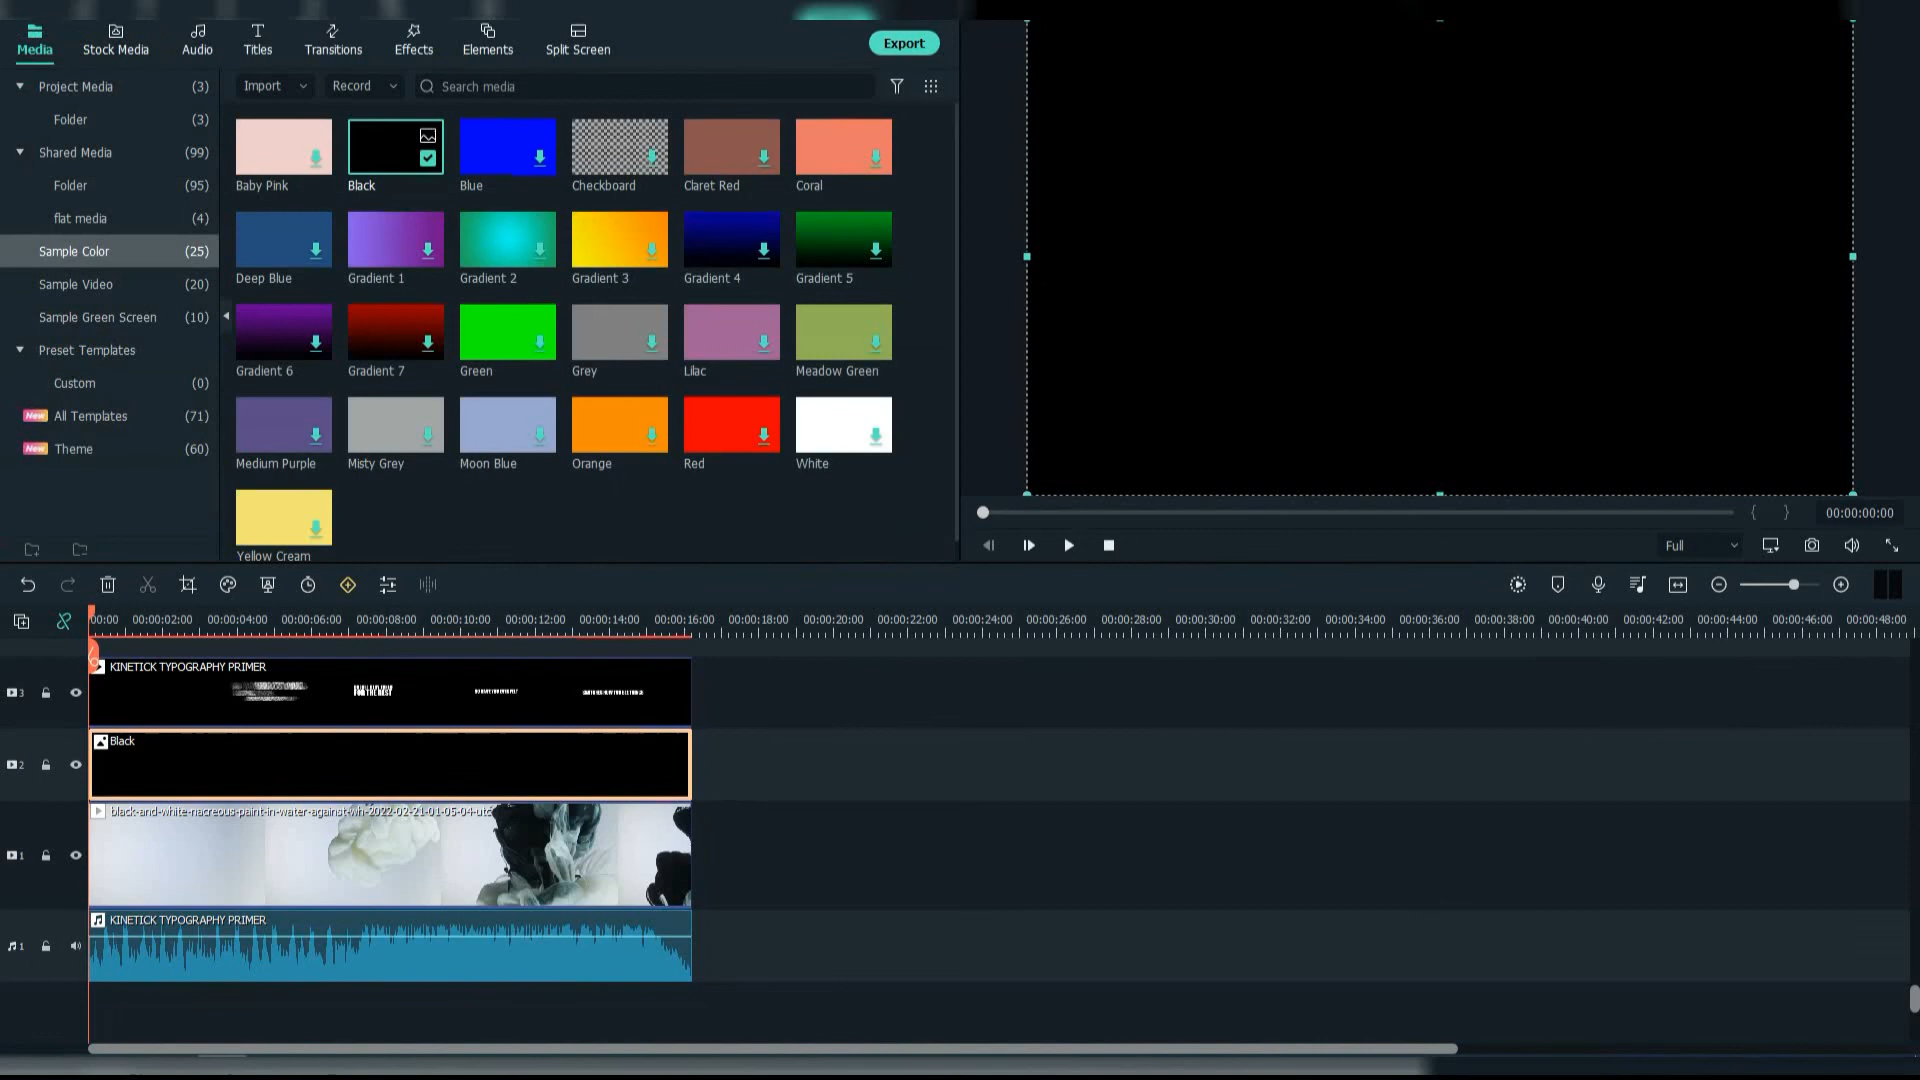 Media
Stock Media
Audio
Titles
Transitions
Effects
Elements
Split Screen
Export
Project Media (3)
Folder (3)
Shared Media (99)
Folder (95)
flat media (4)
Sample Color (25)
Sample Video (20)
Sample Green Screen (10)
Preset Templates
Custom (0)
New All Templates (71)
New Theme (60)
Import
Record
Search media
Baby Pink
Black
Blue
Checkboard
Claret Red
Coral
Deep Blue
Gradient 1
Gradient 2
Gradient 3
Gradient 4
Gradient 5
Gradient 6
Gradient 7
Green
Grey
Lilac
Meadow Green
Medium Purple
Misty Grey
Moon Blue
Orange
Red
White
Yellow Cream
{ }
00:00:00:00
Full
00:00 00:00:02:00 00:00:04:00 00:00:06:00 00:00:08:00 00:00:10:00 00:00:12:00 00:00:14:00 00:00:16:00 00:00:18:00 00:00:20:00 00:00:22:00 00:00:24:00 00:00:26:00 00:00:28:00 00:00:30:00 00:00:32:00 00:00:34:00 00:00:36:00 00:00:38:00 00:00:40:00 00:00:42:00 00:00:44:00 00:00:46:00 00:00:48:00
3
KINETICK TYPOGRAPHY PRIMER
FOR THE BEST
2
Black
1
black-and-white-nacreous-paint-in-water-against-wh-2022-02-21-01-05-04-utc
1
KINETICK TYPOGRAPHY PRIMER